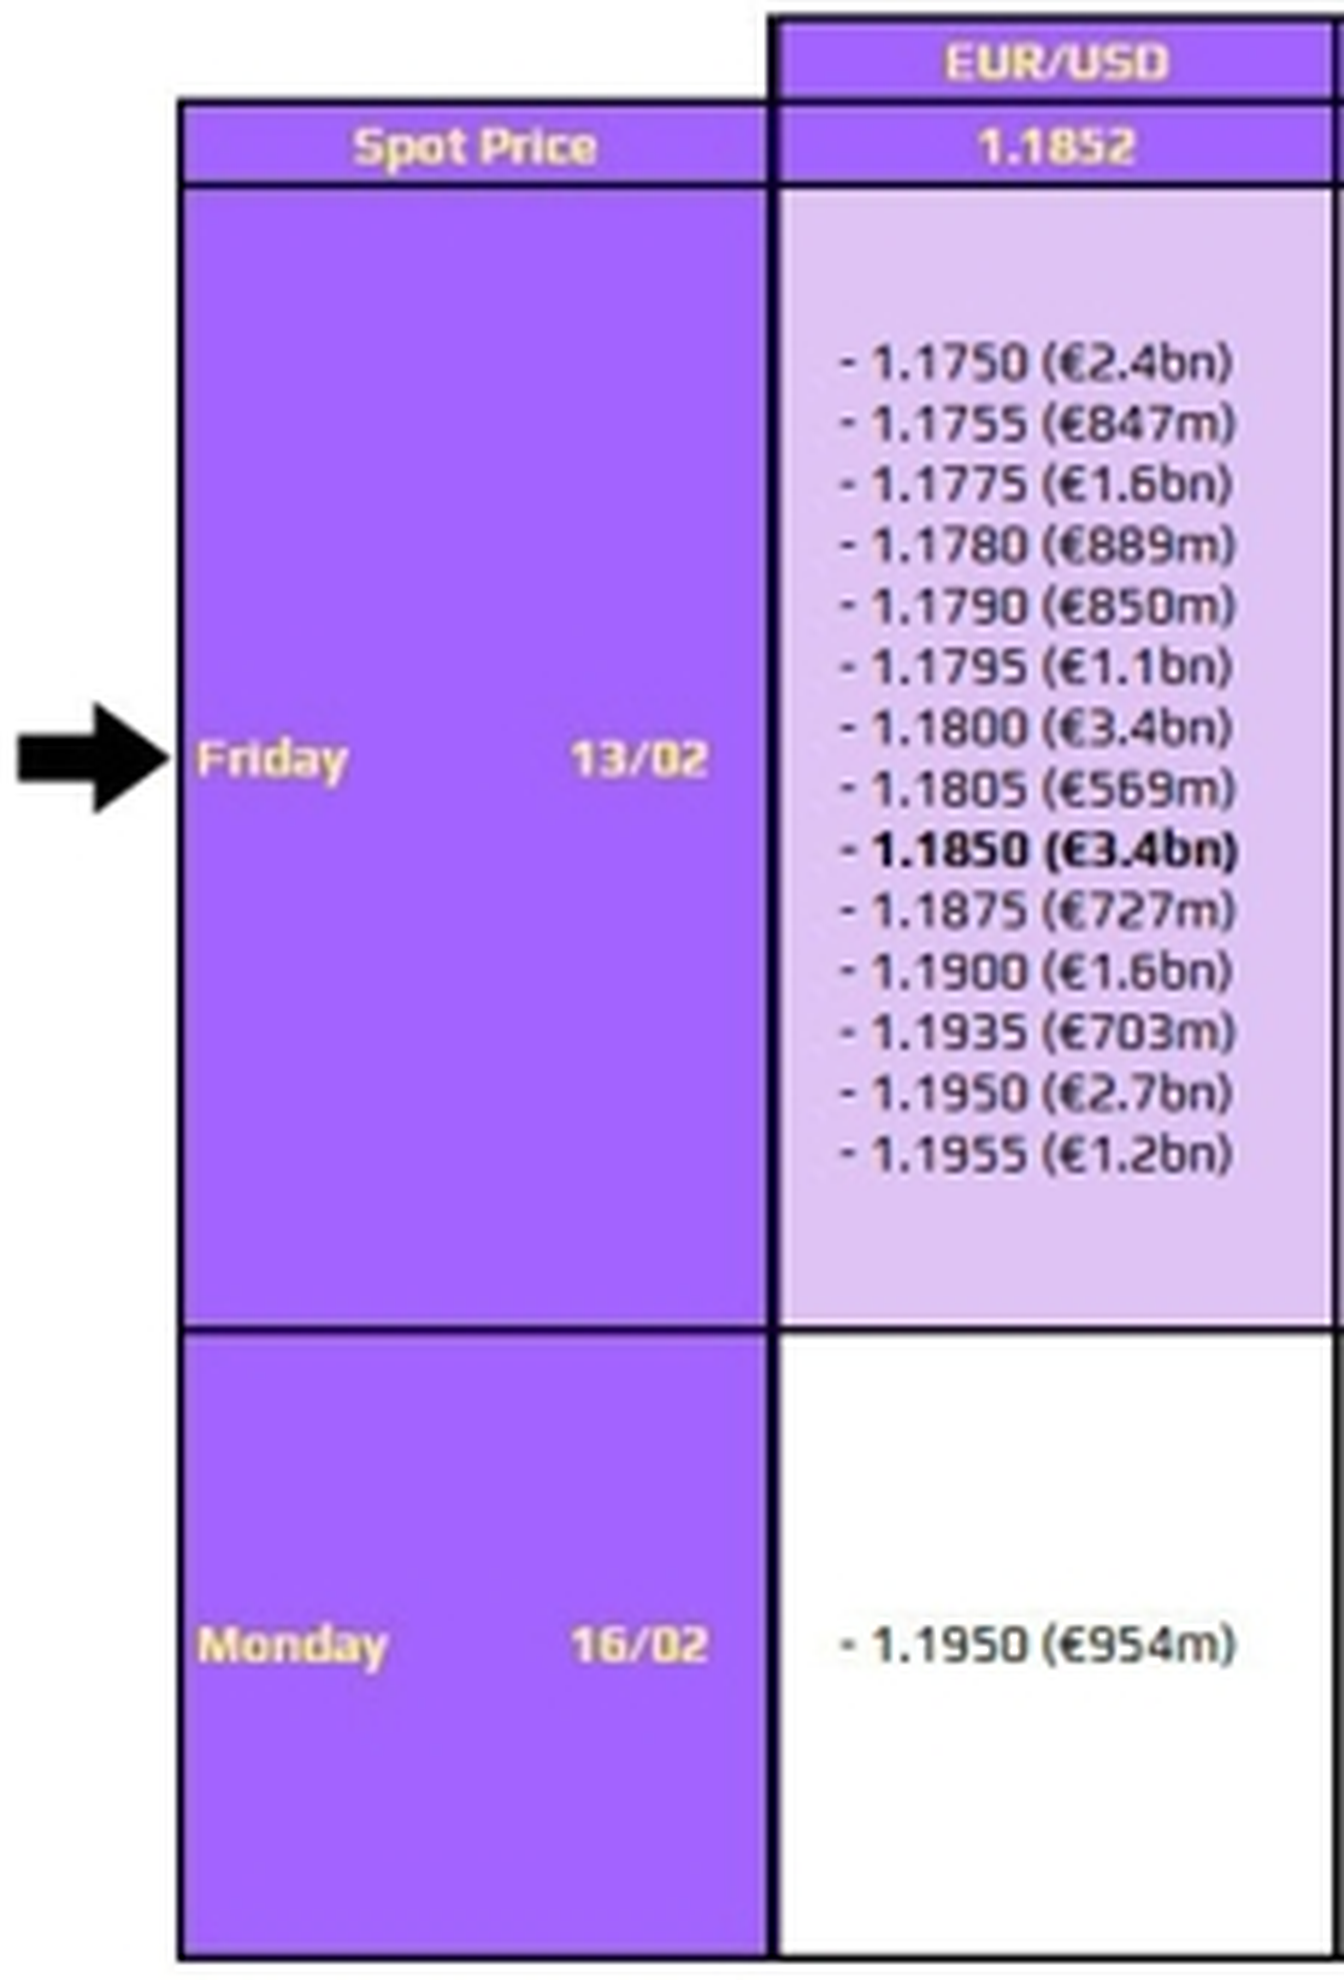 EUR/USD
Spot Price 1.1852
Friday 13/02
- 1.1750 (€2.4bn)
- 1.1755 (€847m)
- 1.1775 (€1.6bn)
- 1.1780 (€889m)
- 1.1790 (€850m)
- 1.1795 (€1.1bn)
- 1.1800 (€3.4bn)
- 1.1805 (€569m)
- 1.1850 (€3.4bn)
- 1.1875 (€727m)
- 1.1900 (€1.6bn)
- 1.1935 (€703m)
- 1.1950 (€2.7bn)
- 1.1955 (€1.2bn)
Monday 16/02
- 1.1950 (€954m)